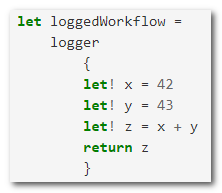 let loggedWorkflow =
    logger
        {
        let! x = 42
        let! y = 43
        let! z = x + y
        return z
        }